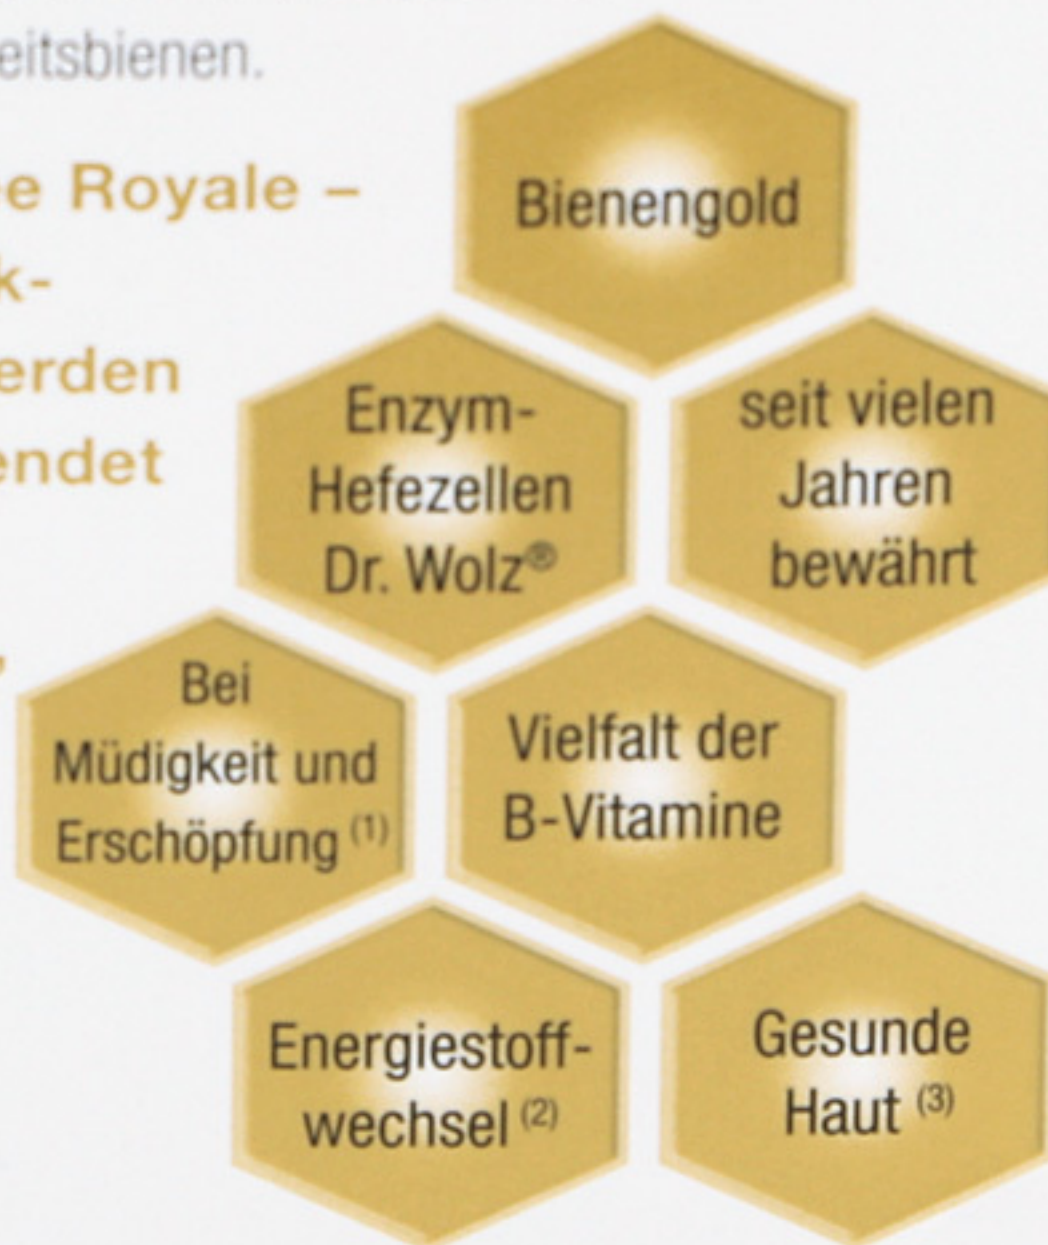 eitsbienen.
e Royale –
k-
erden
endet
Bienengold
Enzym-
Hefezellen
Dr. Wolz®
seit vielen
Jahren
bewährt
Bei
Müdigkeit und
Erschöpfung (1)
Vielfalt der
B-Vitamine
Energiestoff-
wechsel (2)
Gesunde
Haut (3)